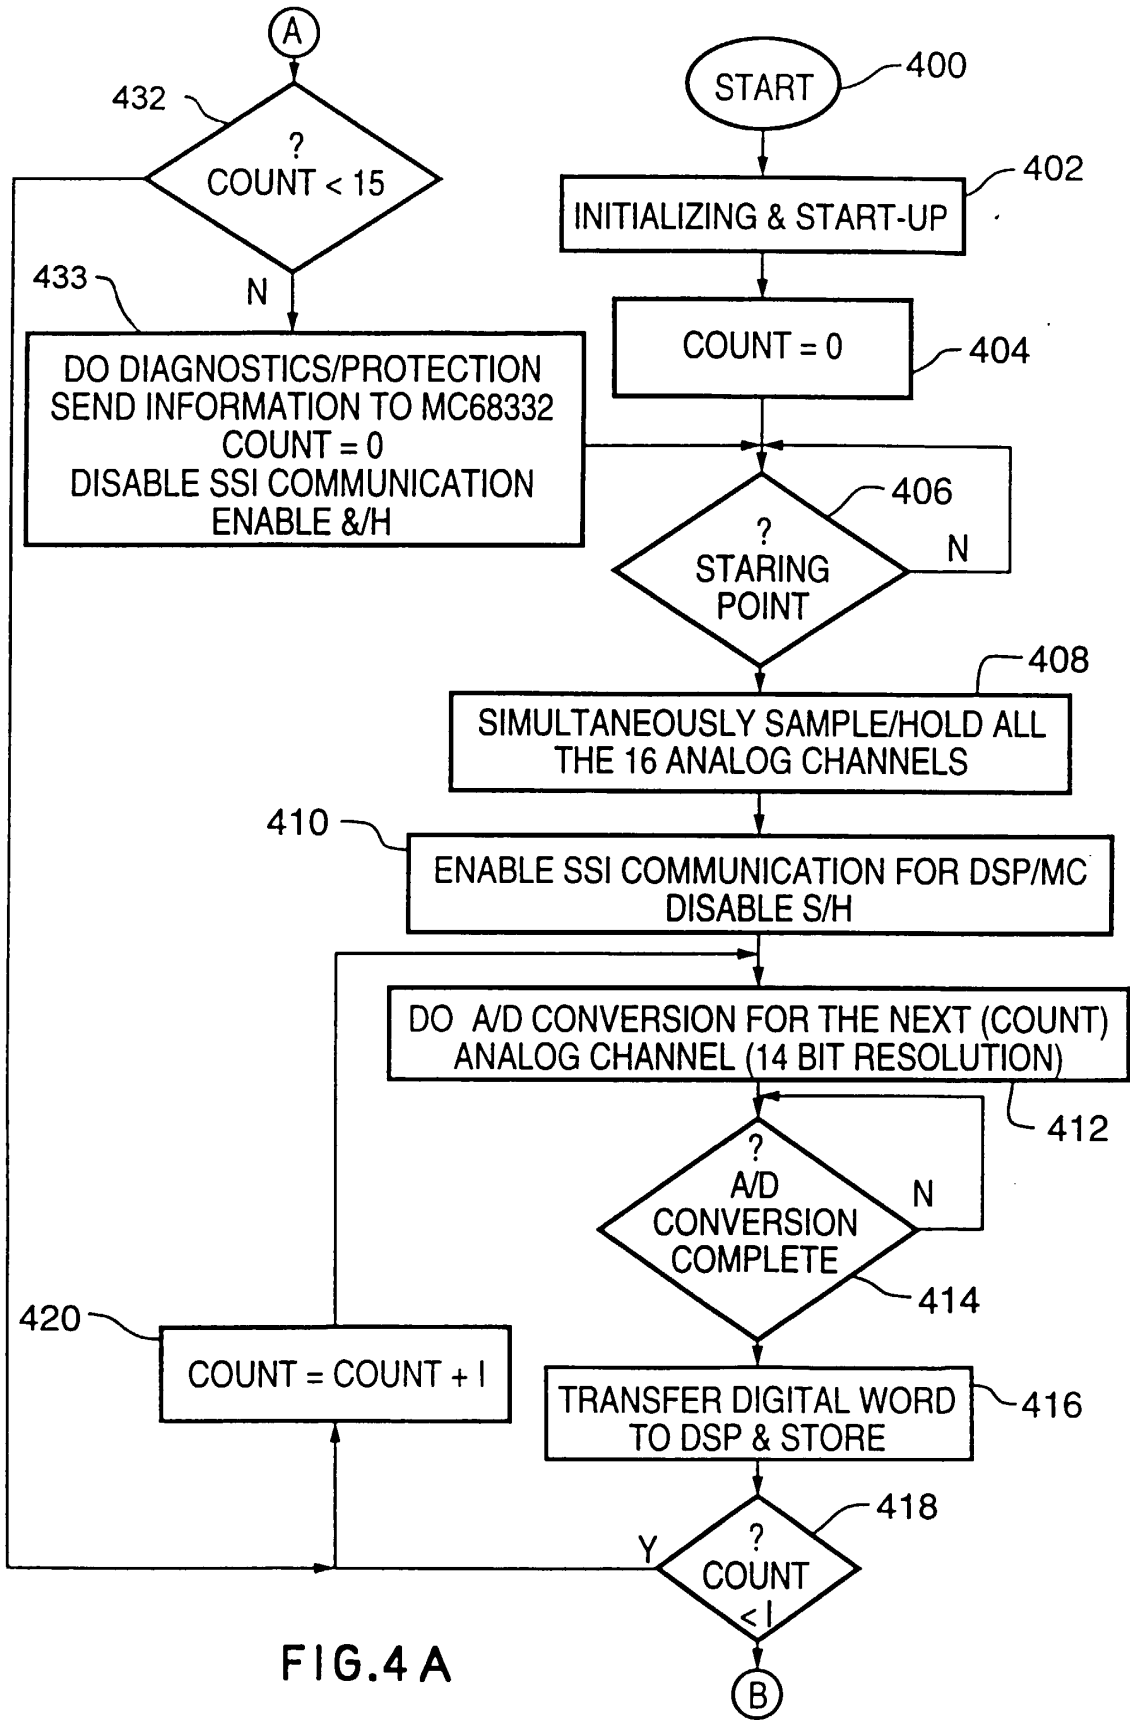 A
432
?
COUNT < 15
N
433
DO DIAGNOSTICS/PROTECTION
SEND INFORMATION TO MC68332
COUNT = 0
DISABLE SSI COMMUNICATION
ENABLE &/H
START
400
402
INITIALIZING & START-UP
COUNT = 0
404
406
?
STARING
POINT
N
408
SIMULTANEOUSLY SAMPLE/HOLD ALL
THE 16 ANALOG CHANNELS
410
ENABLE SSI COMMUNICATION FOR DSP/MC
DISABLE S/H
DO A/D CONVERSION FOR THE NEXT (COUNT)
ANALOG CHANNEL (14 BIT RESOLUTION)
412
?
A/D
CONVERSION
COMPLETE
N
414
420
COUNT = COUNT + I
TRANSFER DIGITAL WORD
TO DSP & STORE
416
418
Y
?
COUNT
< I
B
FIG.4A